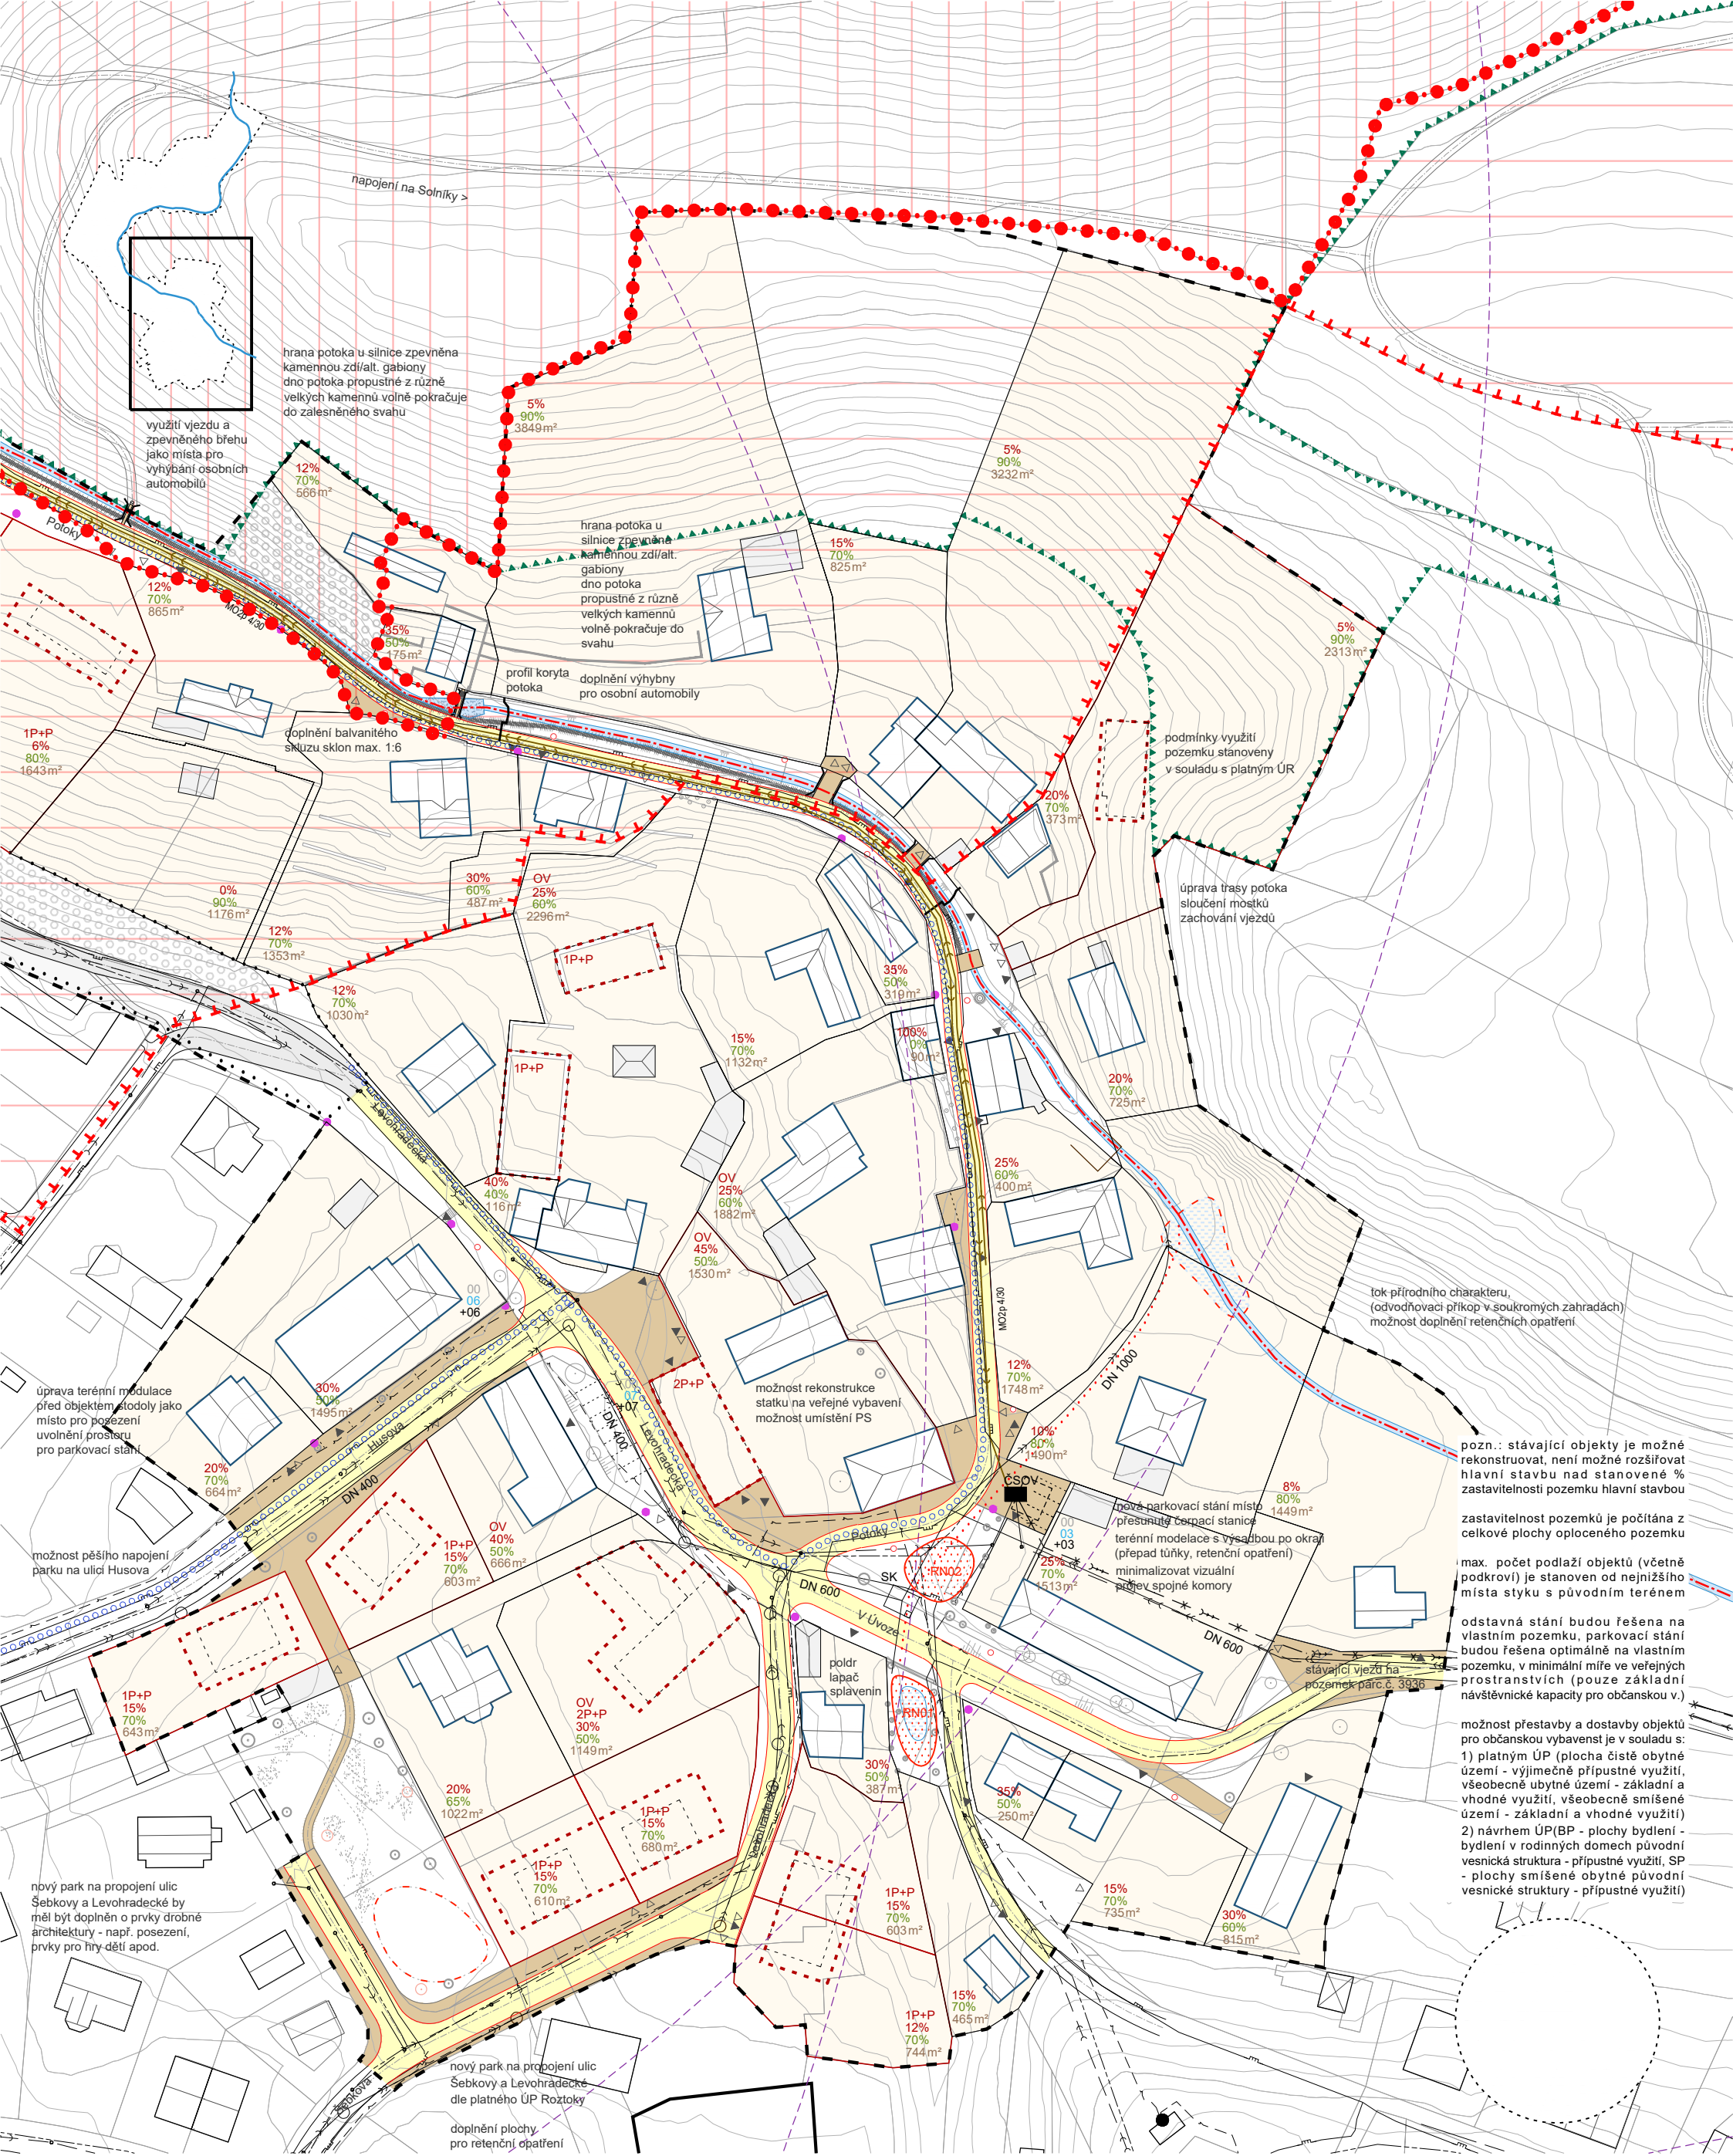 napojení na Solníky >
hrana potoka u silnice zpevněna
kamennou zdí/alt. gabiony
dno potoka propustné z různě
velkých kamennů volně pokračuje
do zalesněného svahu
využití vjezdu a
zpevněného břehu
jako místa pro
vyhýbání osobních
automobilů
5%
90%
3849m²
12%
70%
566m²
5%
90%
3232m²
Potoky
hrana potoka u
silnice zpevněna
kamennou zdí/alt.
gabiony
dno potoka
propustné z různě
velkých kamennů
volně pokračuje do
svahu
15%
70%
825m²
12%
70%
865m²
MO2p 4/30
35%
50%
175m²
5%
90%
2313m²
profil koryta
potoka
doplnění výhybny
pro osobní automobily
doplnění balvanitého
skluzu sklon max. 1:6
1P+P
6%
80%
1643m²
podmínky využití
pozemku stanoveny
v souladu s platným ÚR
20%
70%
373m²
úprava trasy potoka
sloučení mostků
zachování vjezdů
0%
90%
1176m²
30%
60%
487m²
OV
25%
60%
2296m²
12%
70%
1353m²
1P+P
35%
50%
319m²
12%
70%
1030m²
15%
70%
1132m²
100%
0%
90m²
1P+P
20%
70%
725m²
Levohradecká
40%
40%
116m²
OV
25%
60%
1882m²
25%
60%
400m²
OV
45%
50%
1530m²
00
06
+06
MO2p 4/30
tok přírodního charakteru,
(odvodňovací příkop v soukromých zahradách)
možnost doplnění retenčních opatření
úprava terénní modulace
před objektem stodoly jako
místo pro posezení
uvolnění prostoru
pro parkovací stání
30%
50%
1495m²
07
+07
2P+P
možnost rekonstrukce
statku na veřejné vybavení
možnost umístění PS
12%
70%
1748m²
DN 1000
Husova
DN 400
Levohradecká
10%
80%
1490m²
20%
70%
664m²
DN 400
ČSOV
8%
80%
1449m²
pozn.: stávající objekty je možné
rekonstruovat, není možné rozšiřovat
hlavní stavbu nad stanovené %
zastavitelnosti pozemku hlavní stavbou
zastavitelnost pozemků je počítána z
celkové plochy oploceného pozemku
max. počet podlaží objektů (včetně
podkroví) je stanoven od nejnižšího
místa styku s původním terénem
odstavná stání budou řešena na
vlastním pozemku, parkovací stání
budou řešena optimálně na vlastním
pozemku, v minimální míře ve veřejných
prostranstvích (pouze základní
návštěvnické kapacity pro občanskou v.)
možnost přestavby a dostavby objektů
pro občanskou vybavenst je v souladu s:
1) platným ÚP (plocha čistě obytné
území - výjimečně přípustné využití,
všeobecně ubytné území - základní a
vhodné využití, všeobecně smíšené
území - základní a vhodné využití)
2) návrhem ÚP(BP - plochy bydlení -
bydlení v rodinných domech původní
vesnická struktura - přípustné využití, SP
- plochy smíšené obytné původní
vesnické struktury - přípustné využití)
nová parkovací stání místo
přesunuté čerpací stanice
terénní modelace s výsadbou po okraji
(přepad tůňky, retenční opatření)
minimalizovat vizuální
projev spojné komory
00
03
+03
25%
70%
1513m²
možnost pěšího napojení
parku na ulici Husova
1P+P
15%
70%
603m²
OV
40%
50%
666m²
Potoky
DN 600
SK
RN02
V Úvoze
DN 600
stávající vjezd na
pozemek parc.č. 3936
poldr
lapač
splavenin
RN01
1P+P
15%
70%
643m²
OV
2P+P
30%
50%
1149m²
20%
65%
1022m²
30%
50%
387m²
35%
50%
250m²
1P+P
15%
70%
680m²
Levohradecká
1P+P
15%
70%
610m²
1P+P
15%
70%
603m²
15%
70%
735m²
30%
60%
815m²
nový park na propojení ulic
Šebkovy a Levohradecké by
měl být doplněn o prvky drobné
architektury - např. posezení,
prvky pro hry dětí apod.
15%
70%
465m²
1P+P
12%
70%
744m²
Šebkova
nový park na propojení ulic
Šebkovy a Levohradecké
dle platného ÚP Roztoky
doplnění plochy
pro retenční opatření